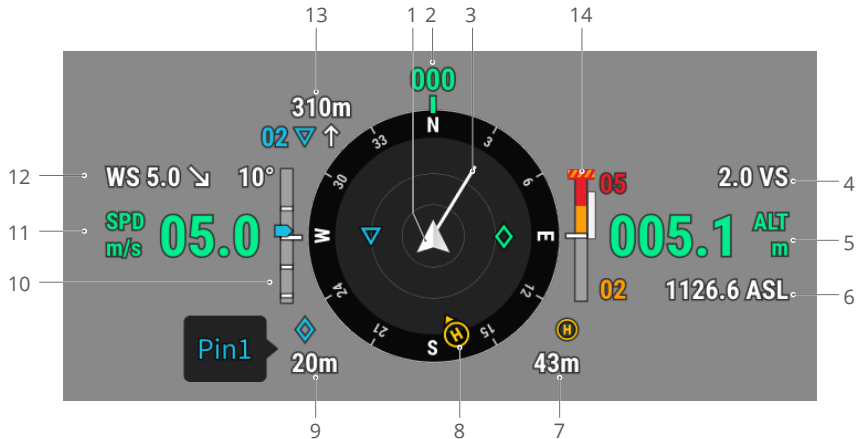 13 1 2 3 14
000
310m
02
N
33 3
12 WS 5.0 10° 30 6 05 2.0 VS 4
11 SPD m/s 05.0 W E 005.1 ALT m 5
10 24 12 02 1126.6 ASL 6
21 S H 15 H
Pin1
20m 43m
9 8 7